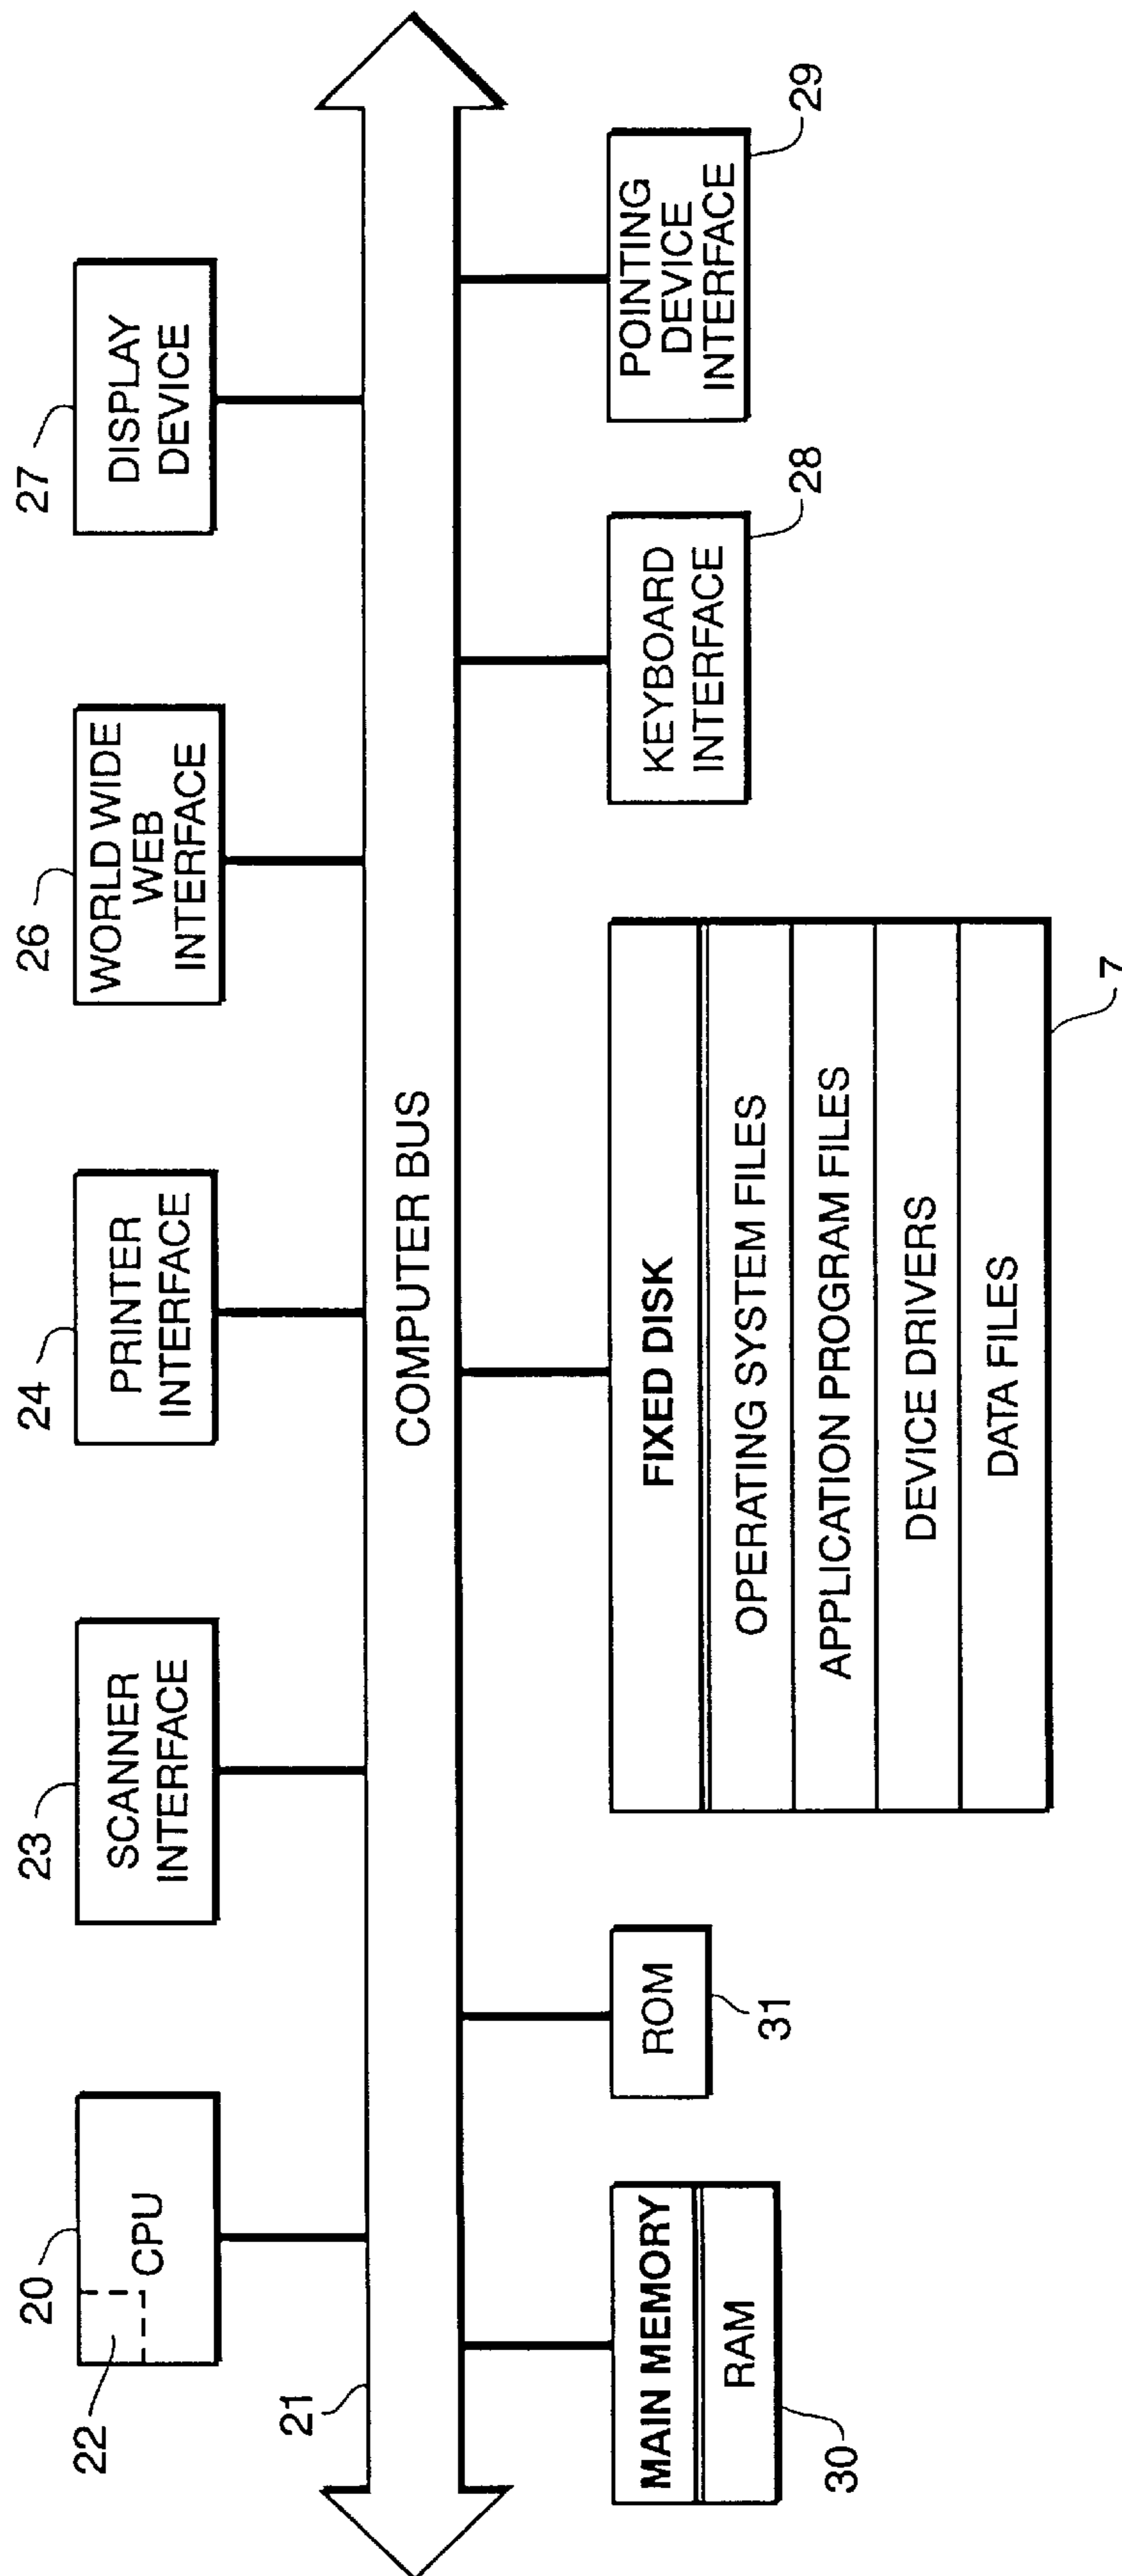 20
22
CPU
23
SCANNER
INTERFACE
24
PRINTER
INTERFACE
26
WORLD WIDE
WEB
INTERFACE
27
DISPLAY
DEVICE
21
COMPUTER BUS
MAIN MEMORY
RAM
30
ROM
31
FIXED DISK
OPERATING SYSTEM FILES
APPLICATION PROGRAM FILES
DEVICE DRIVERS
DATA FILES
7
KEYBOARD
INTERFACE
28
POINTING
DEVICE
INTERFACE
29